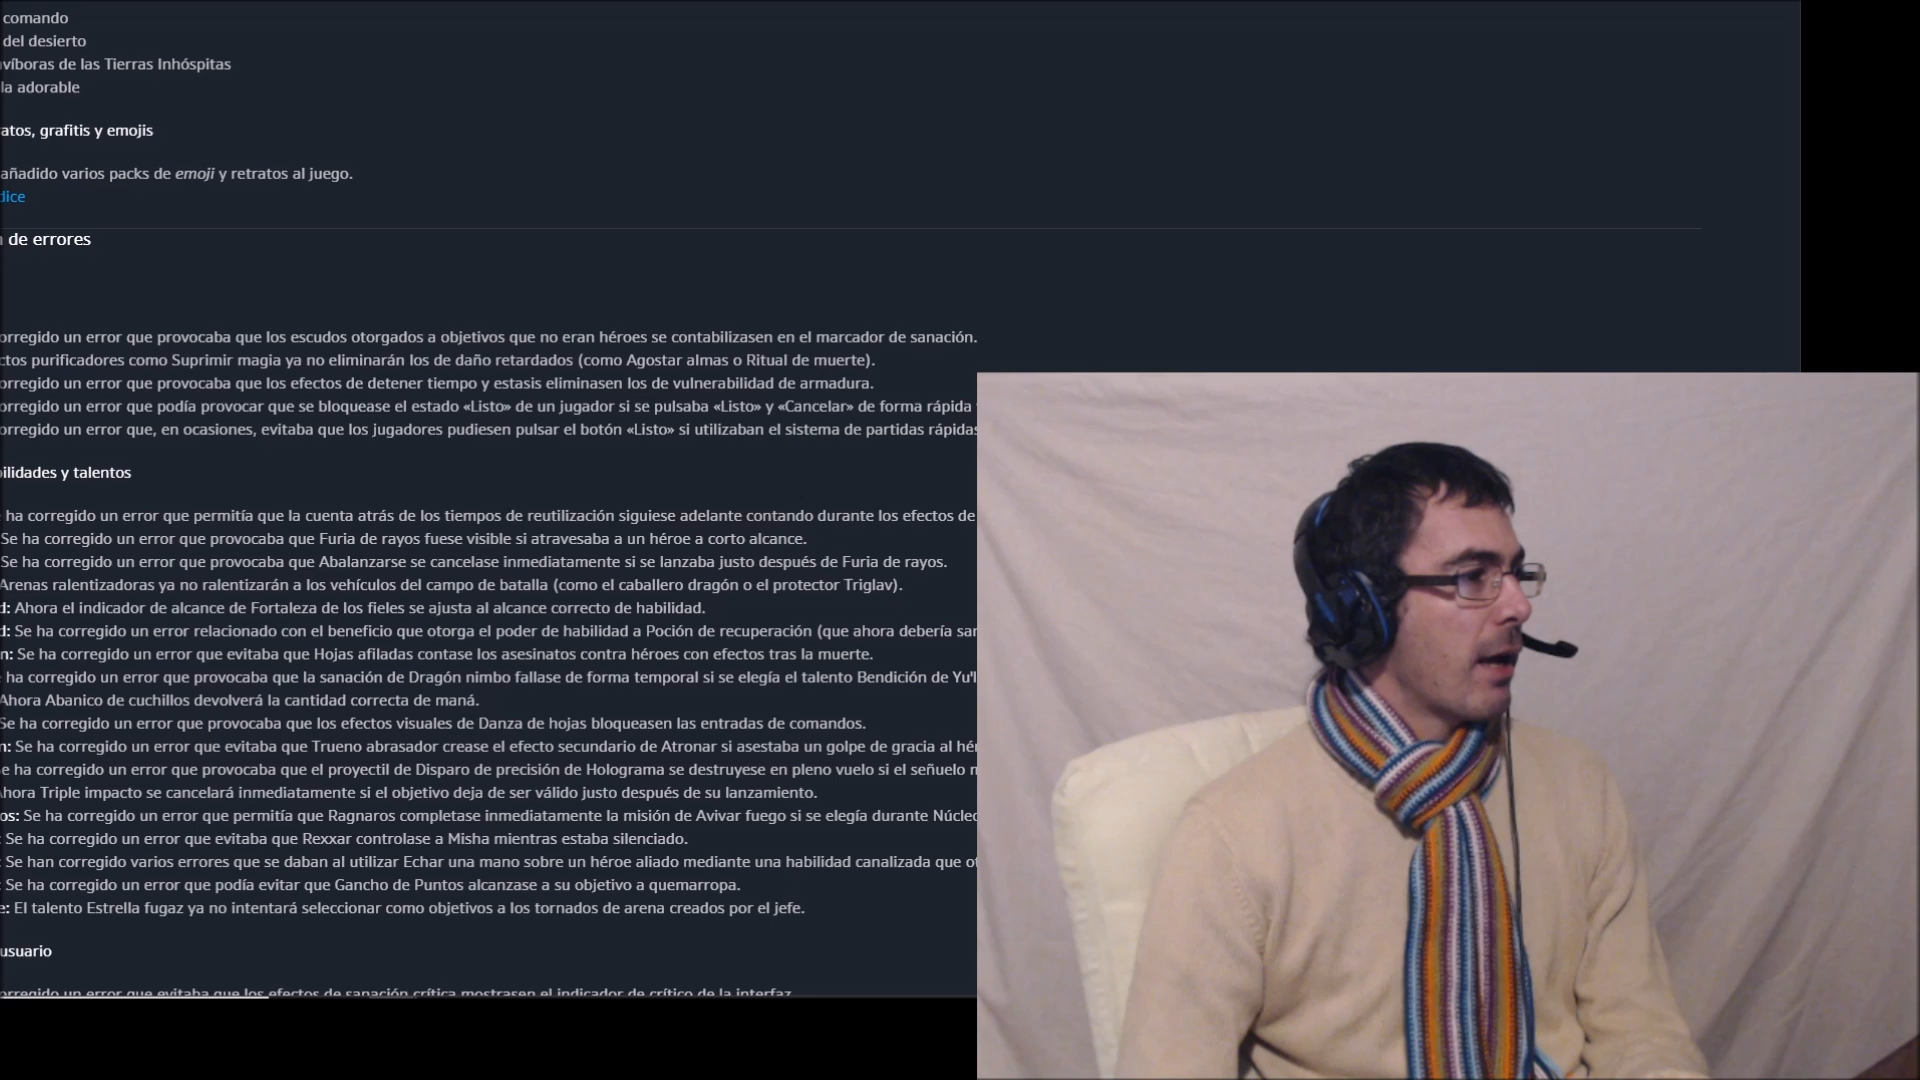 comando
del desierto
víboras de las Tierras Inhóspitas
la adorable
atos, grafitis y emojis
añadido varios packs de emoji y retratos al juego.
dice
de errores
orregido un error que provocaba que los escudos otorgados a objetivos que no eran héroes se contabilizasen en el marcador de sanación.
ctos purificadores como Suprimir magia ya no eliminarán los de daño retardados (como Agostar almas o Ritual de muerte).
orregido un error que provocaba que los efectos de detener tiempo y estasis eliminasen los de vulnerabilidad de armadura.
orregido un error que podía provocar que se bloquease el estado «Listo» de un jugador si se pulsaba «Listo» y «Cancelar» de forma rápida
orregido un error que, en ocasiones, evitaba que los jugadores pudiesen pulsar el botón «Listo» si utilizaban el sistema de partidas rápidas
ilidades y talentos
ha corregido un error que permitía que la cuenta atrás de los tiempos de reutilización siguiese adelante contando durante los efectos de
Se ha corregido un error que provocaba que Furia de rayos fuese visible si atravesaba a un héroe a corto alcance.
Se ha corregido un error que provocaba que Abalanzarse se cancelase inmediatamente si se lanzaba justo después de Furia de rayos.
Arenas ralentizadoras ya no ralentizarán a los vehículos del campo de batalla (como el caballero dragón o el protector Triglav).
d: Ahora el indicador de alcance de Fortaleza de los fieles se ajusta al alcance correcto de habilidad.
d: Se ha corregido un error relacionado con el beneficio que otorga el poder de habilidad a Poción de recuperación (que ahora debería sar
n: Se ha corregido un error que evitaba que Hojas afiladas contase los asesinatos contra héroes con efectos tras la muerte.
ha corregido un error que provocaba que la sanación de Dragón nimbo fallase de forma temporal si se elegía el talento Bendición de Yu'l
Ahora Abanico de cuchillos devolverá la cantidad correcta de maná.
Se ha corregido un error que provocaba que los efectos visuales de Danza de hojas bloqueasen las entradas de comandos.
n: Se ha corregido un error que evitaba que Trueno abrasador crease el efecto secundario de Atronar si asestaba un golpe de gracia al hér
e ha corregido un error que provocaba que el proyectil de Disparo de precisión de Holograma se destruyese en pleno vuelo si el señuelo
Ahora Triple impacto se cancelará inmediatamente si el objetivo deja de ser válido justo después de su lanzamiento.
os: Se ha corregido un error que permitía que Ragnaros completase inmediatamente la misión de Avivar fuego si se elegía durante Núcleo
: Se ha corregido un error que evitaba que Rexxar controlase a Misha mientras estaba silenciado.
: Se han corregido varios errores que se daban al utilizar Echar una mano sobre un héroe aliado mediante una habilidad canalizada que ot
: Se ha corregido un error que podía evitar que Gancho de Puntos alcanzase a su objetivo a quemarropa.
e: El talento Estrella fugaz ya no intentará seleccionar como objetivos a los tornados de arena creados por el jefe.
usuario
orregido un error que evitaba que los efectos de sanación crítica mostrasen el indicador de crítico de la interfaz